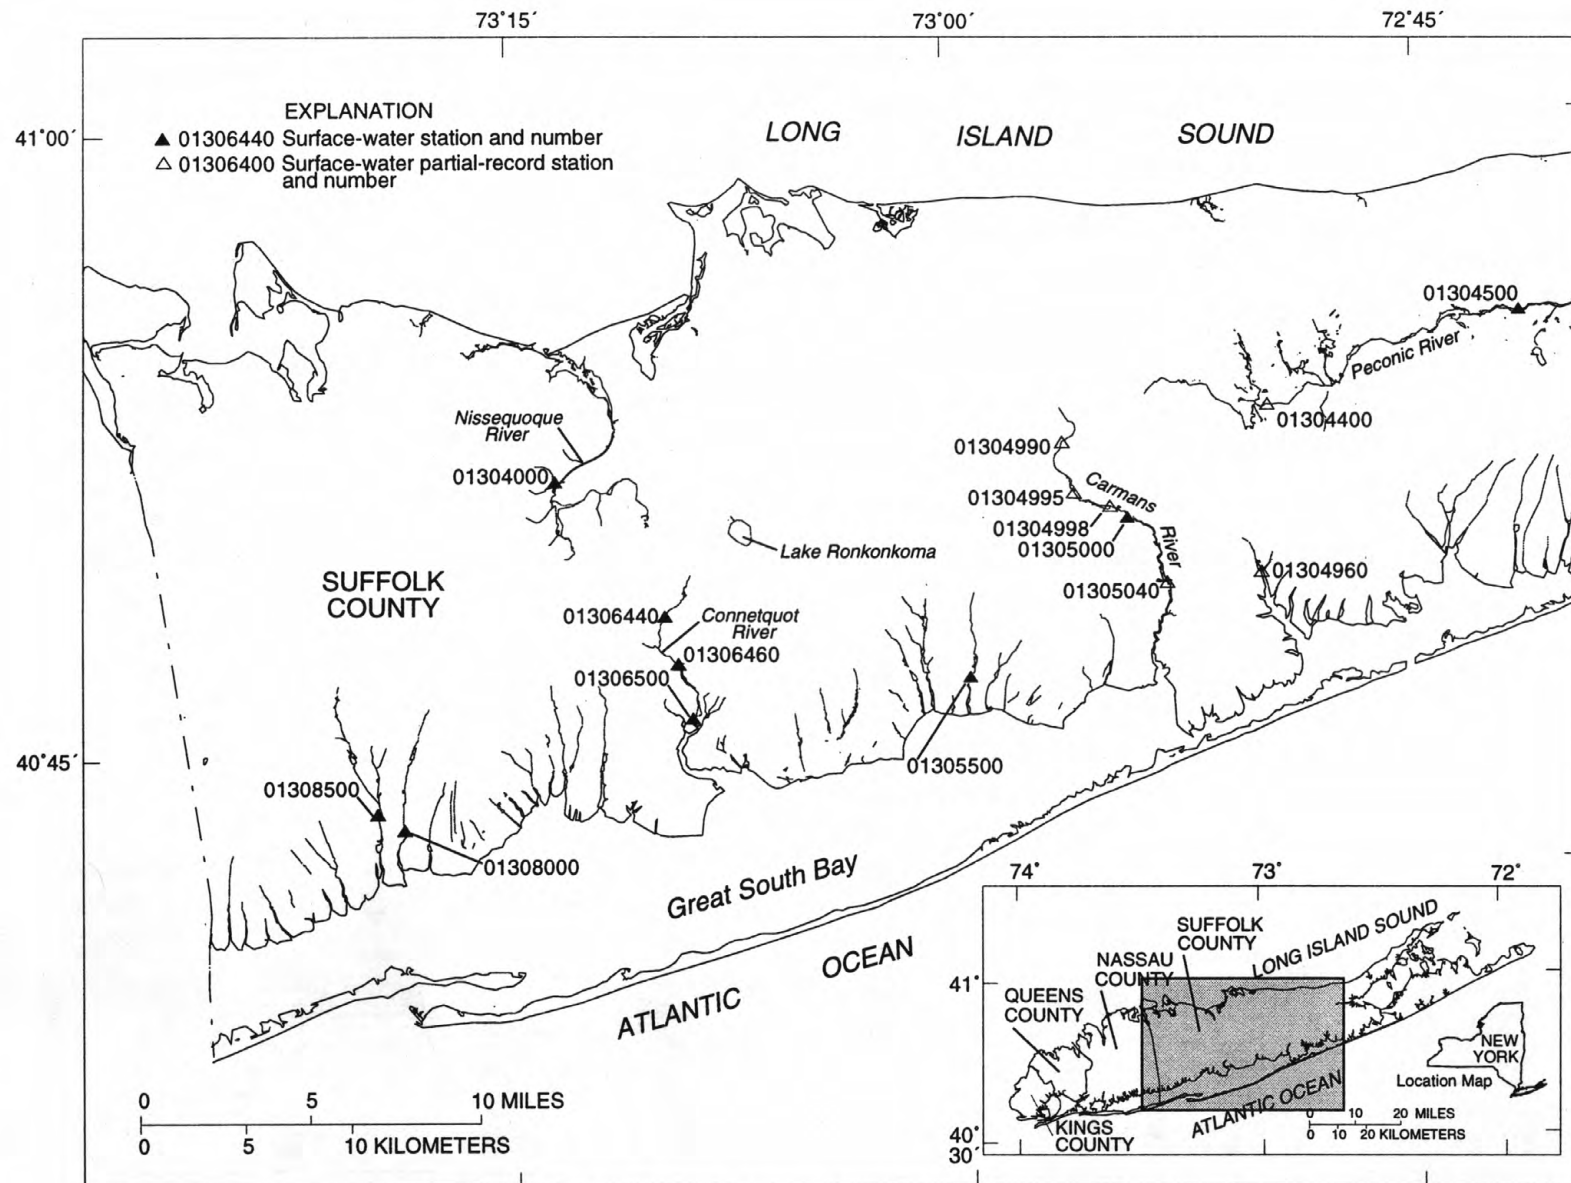 73°15′
73°00′
72°45′
EXPLANATION
01306440 Surface-water station and number
01306400 Surface-water partial-record station
and number
41°00′
LONG ISLAND SOUND
01304500
Peconic River
01304400
Nissequoque
River
01304000
01304990
Carmans
River
01304995
01304998
01305000
Lake Ronkonkoma
01304960
01305040
SUFFOLK
COUNTY
01306440
Connetquot
River
01306460
01306500
40°45′
01305500
01308500
01308000
Great South Bay
ATLANTIC OCEAN
0 5 10 MILES
0 5 10 KILOMETERS
74° 73° 72°
SUFFOLK
COUNTY
LONG ISLAND SOUND
NASSAU
COUNTY
41°
QUEENS
COUNTY
NEW
YORK
Location Map
ATLANTIC OCEAN
0 10 20 MILES
0 10 20 KILOMETERS
KINGS
COUNTY
40°
30′